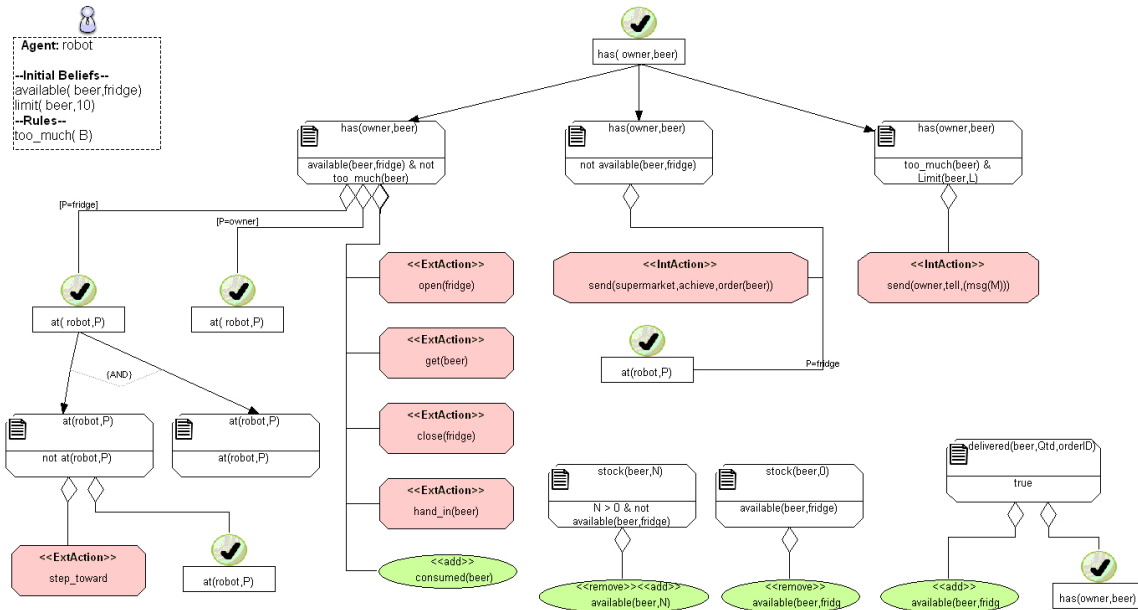 Agent: robot
--Initial Beliefs--
available( beer,fridge)
limit( beer,10)
--Rules--
too_much( B)
has( owner,beer)
has(owner,beer)
available(beer,fridge) & not
too_much(beer)
has(owner,beer)
not available(beer,fridge)
has(owner,beer)
too_much(beer) &
Limit(beer,L)
[P=fridge]
[P=owner]
at( robot,P)
at( robot,P)
<<ExtAction>>
open(fridge)
<<IntAction>>
send(supermarket,achieve,order(beer))
<<IntAction>>
send(owner,tell,(msg(M)))
<<ExtAction>>
get(beer)
at(robot,P)
P=fridge
{AND}
at(robot,P)
not at(robot,P)
at(robot,P)
at(robot,P)
<<ExtAction>>
close(fridge)
<<ExtAction>>
hand_in(beer)
<<add>>
consumed(beer)
stock(beer,N)
N > 0 & not
available(beer,fridge)
stock(beer,0)
available(beer,fridge)
delivered(beer,Qtd,orderID)
true
<<ExtAction>>
step_toward
at(robot,P)
<<remove>><<add>>
available(beer,N)
<<remove>>
available(beer,fridg
<<add>>
available(beer,fridg
has(owner,beer)